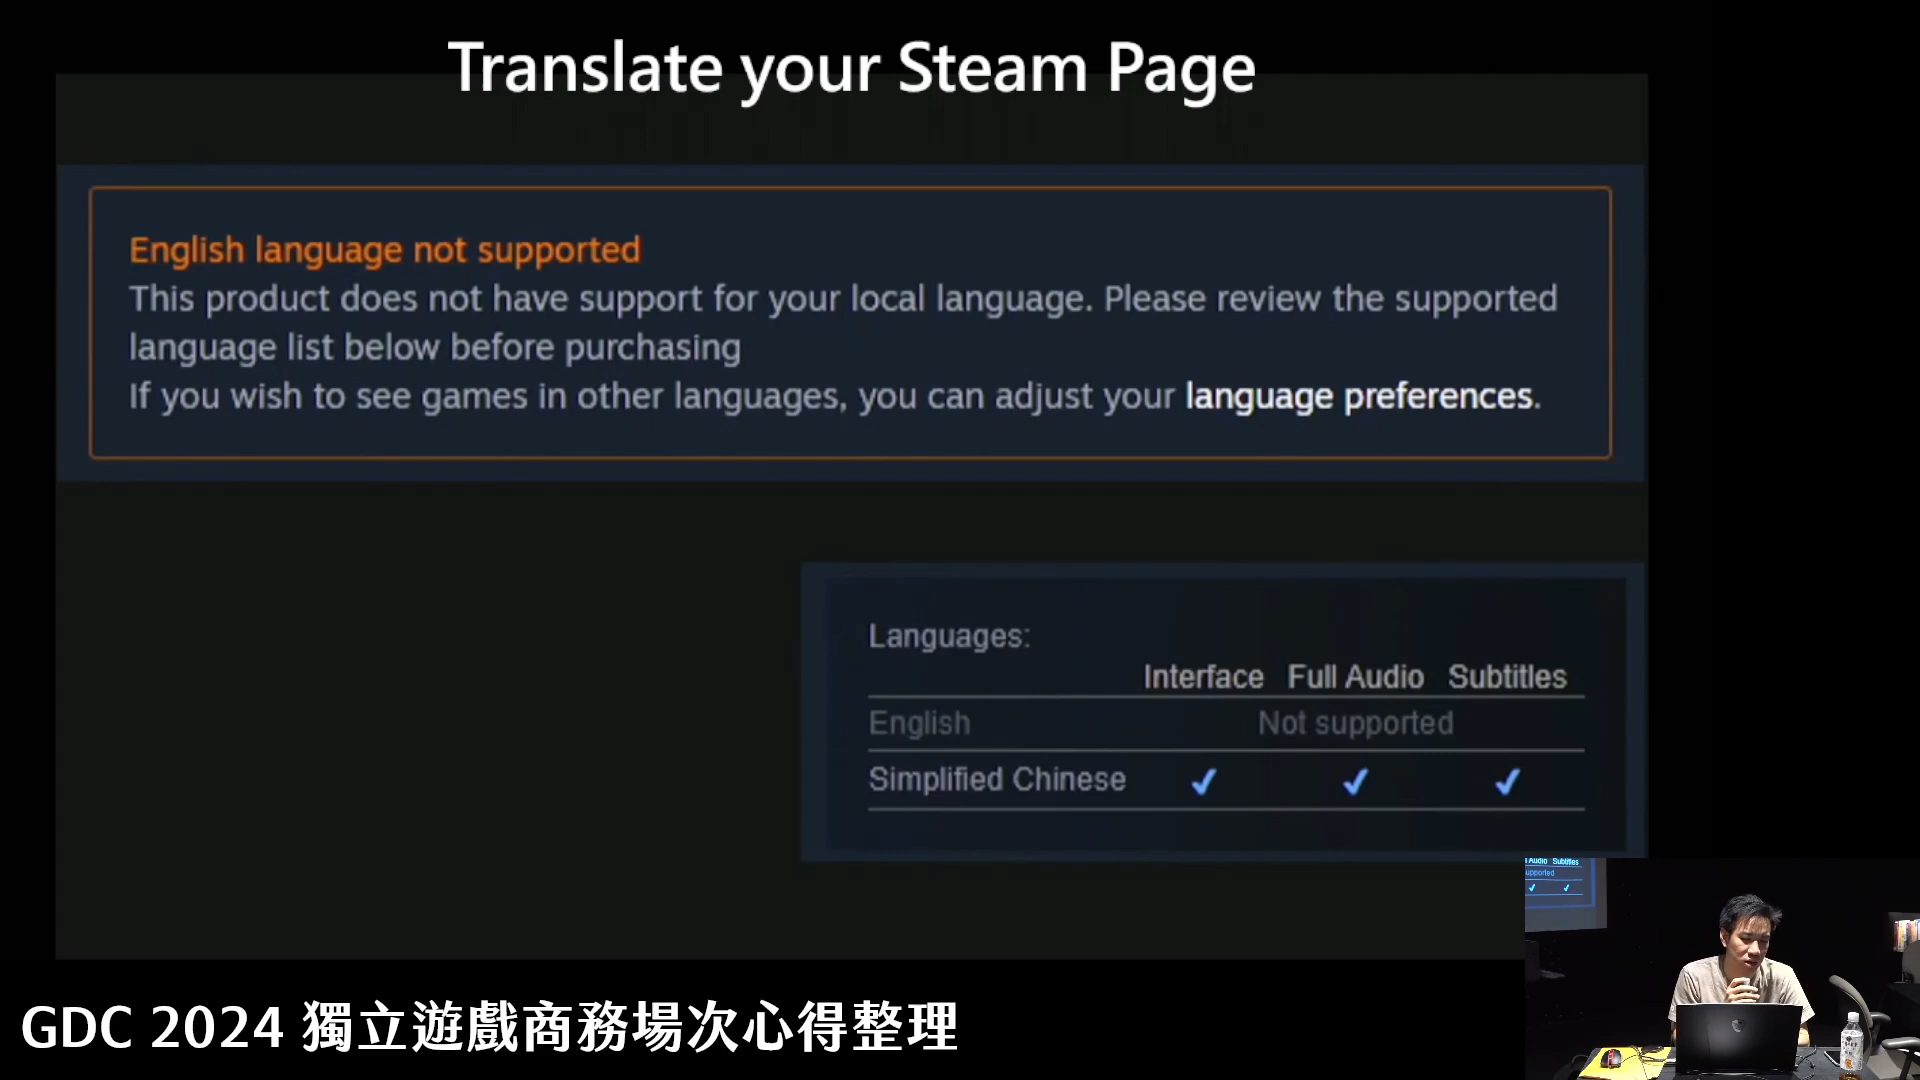 Translate your Steam Page
English language not supported
This product does not have support for your local language. Please review the supported
language list below before purchasing
If you wish to see games in other languages, you can adjust your language preferences.
Languages:
Interface Full Audio Subtitles
English Not supported
Simplified Chinese ✔ ✔ ✔
Audio Subtitles
upported
GDC 2024 獨立遊戲商務場次心得整理